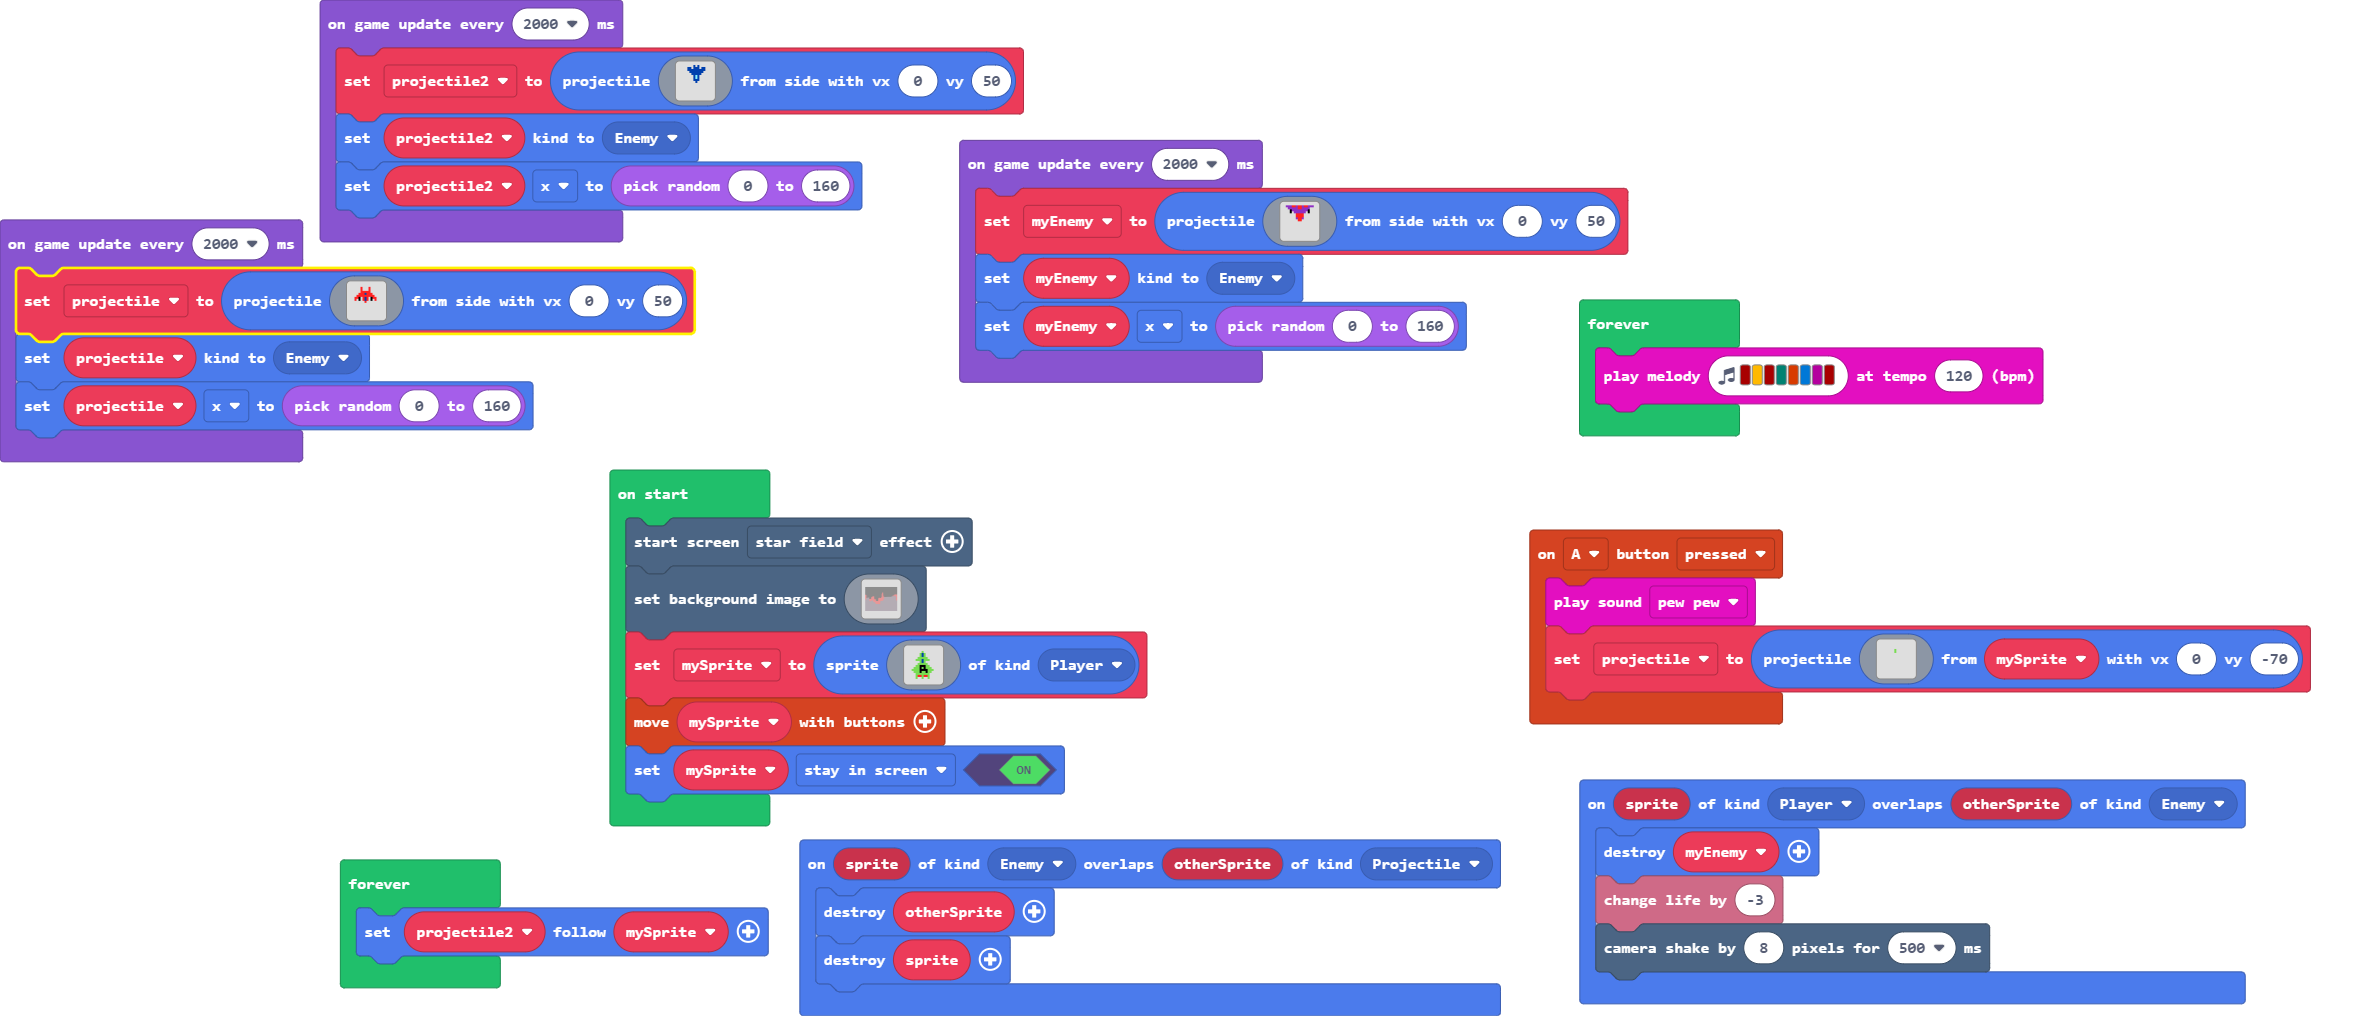 on game update every 2000 ms
set projectile2 to projectile from side with vx 0 vy 50
set projectile2 kind to Enemy
set projectile2 x to pick random 0 to 160
on game update every 2000 ms
set projectile to projectile from side with vx 0 vy 50
set projectile kind to Enemy
set projectile x to pick random 0 to 160
on game update every 2000 ms
set myEnemy to projectile from side with vx 0 vy 50
set myEnemy kind to Enemy
set myEnemy x to pick random 0 to 160
forever
play melody at tempo 120 (bpm)
on start
start screen star field effect
set background image to
set mySprite to sprite of kind Player
move mySprite with buttons
set mySprite stay in screen ON
on A button pressed
play sound pew pew
set projectile to projectile from mySprite with vx 0 vy -70
forever
set projectile2 follow mySprite
on sprite of kind Enemy overlaps otherSprite of kind Projectile
destroy otherSprite
destroy sprite
on sprite of kind Player overlaps otherSprite of kind Enemy
destroy myEnemy
change life by -3
camera shake by 8 pixels for 500 ms